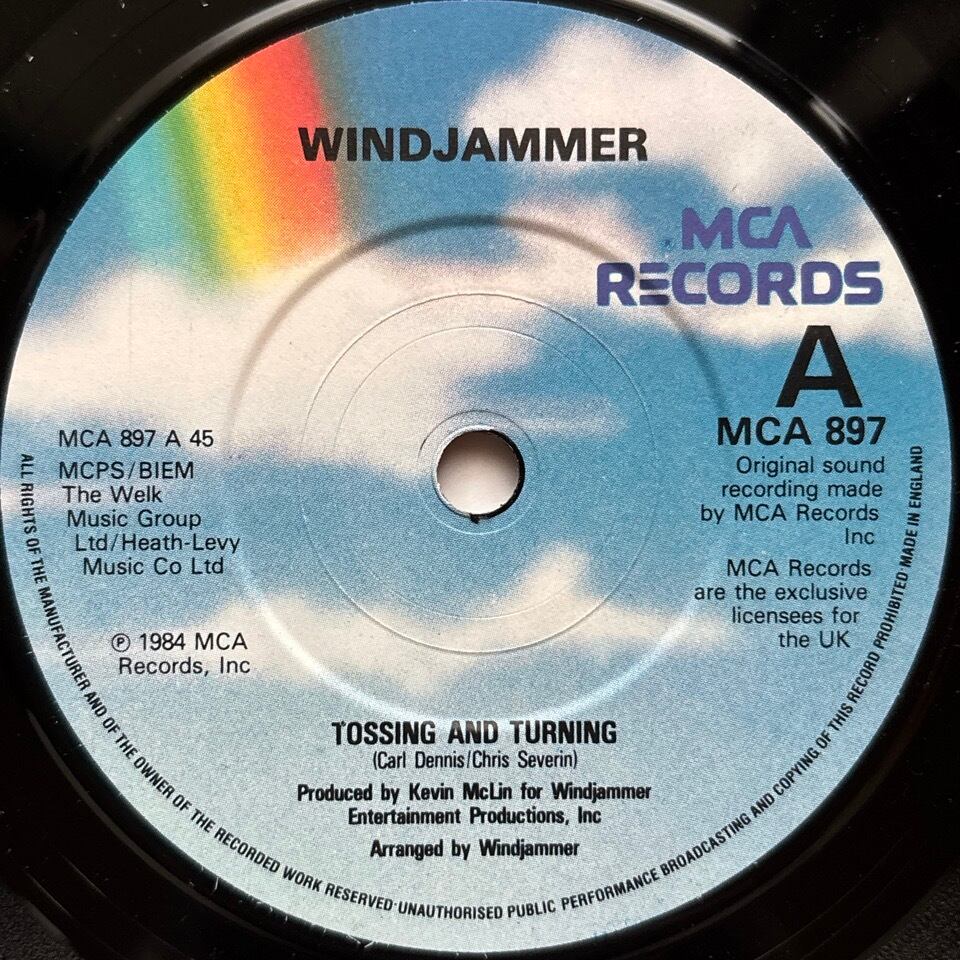 WINDJAMMER
® MCA
RECORDS
A
MCA 897
MCA 897 A 45
MCPS/BIEM
The Welk
Music Group
Ltd/Heath-Levy
Music Co Ltd
℗ 1984 MCA
Records, Inc
Original sound
recording made
by MCA Records
Inc
MCA Records
are the exclusive
licensees for
the UK
TOSSING AND TURNING
(Carl Dennis/Chris Severin)
Produced by Kevin McLin for Windjammer
Entertainment Productions, Inc
Arranged by Windjammer
ALL RIGHTS OF THE MANUFACTURER AND OF THE OWNER OF THE RECORDED WORK RESERVED·UNAUTHORISED PUBLIC PERFORMANCE BROADCASTING AND COPYING OF THIS RECORD PROHIBITED MADE IN ENGLAND